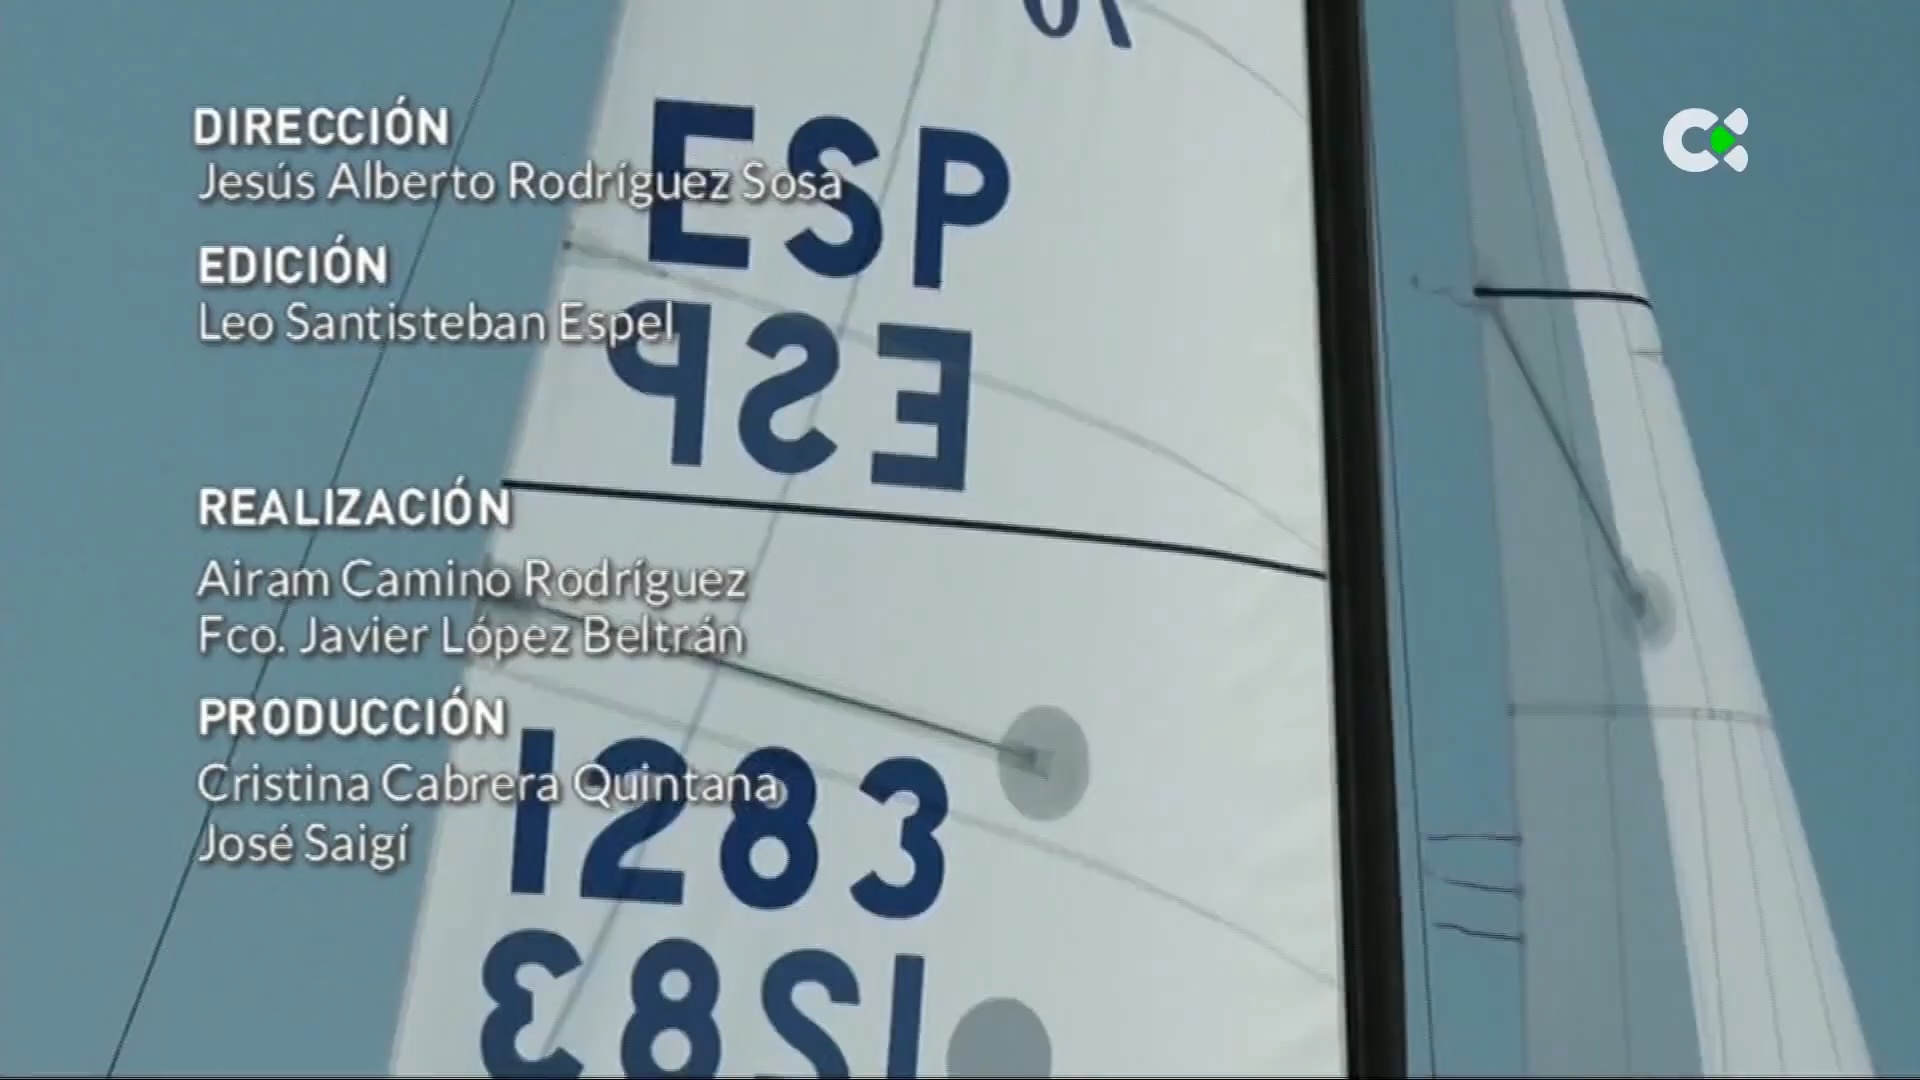 DIRECCIÓN
Jesús Alberto Rodríguez Sosa
EDICIÓN
Leo Santisteban Espel
REALIZACIÓN
Airam Camino Rodríguez
Fco. Javier López Beltrán
PRODUCCIÓN
Cristina Cabrera Quintana
José Saigí
ESP
ESP
1283
1283